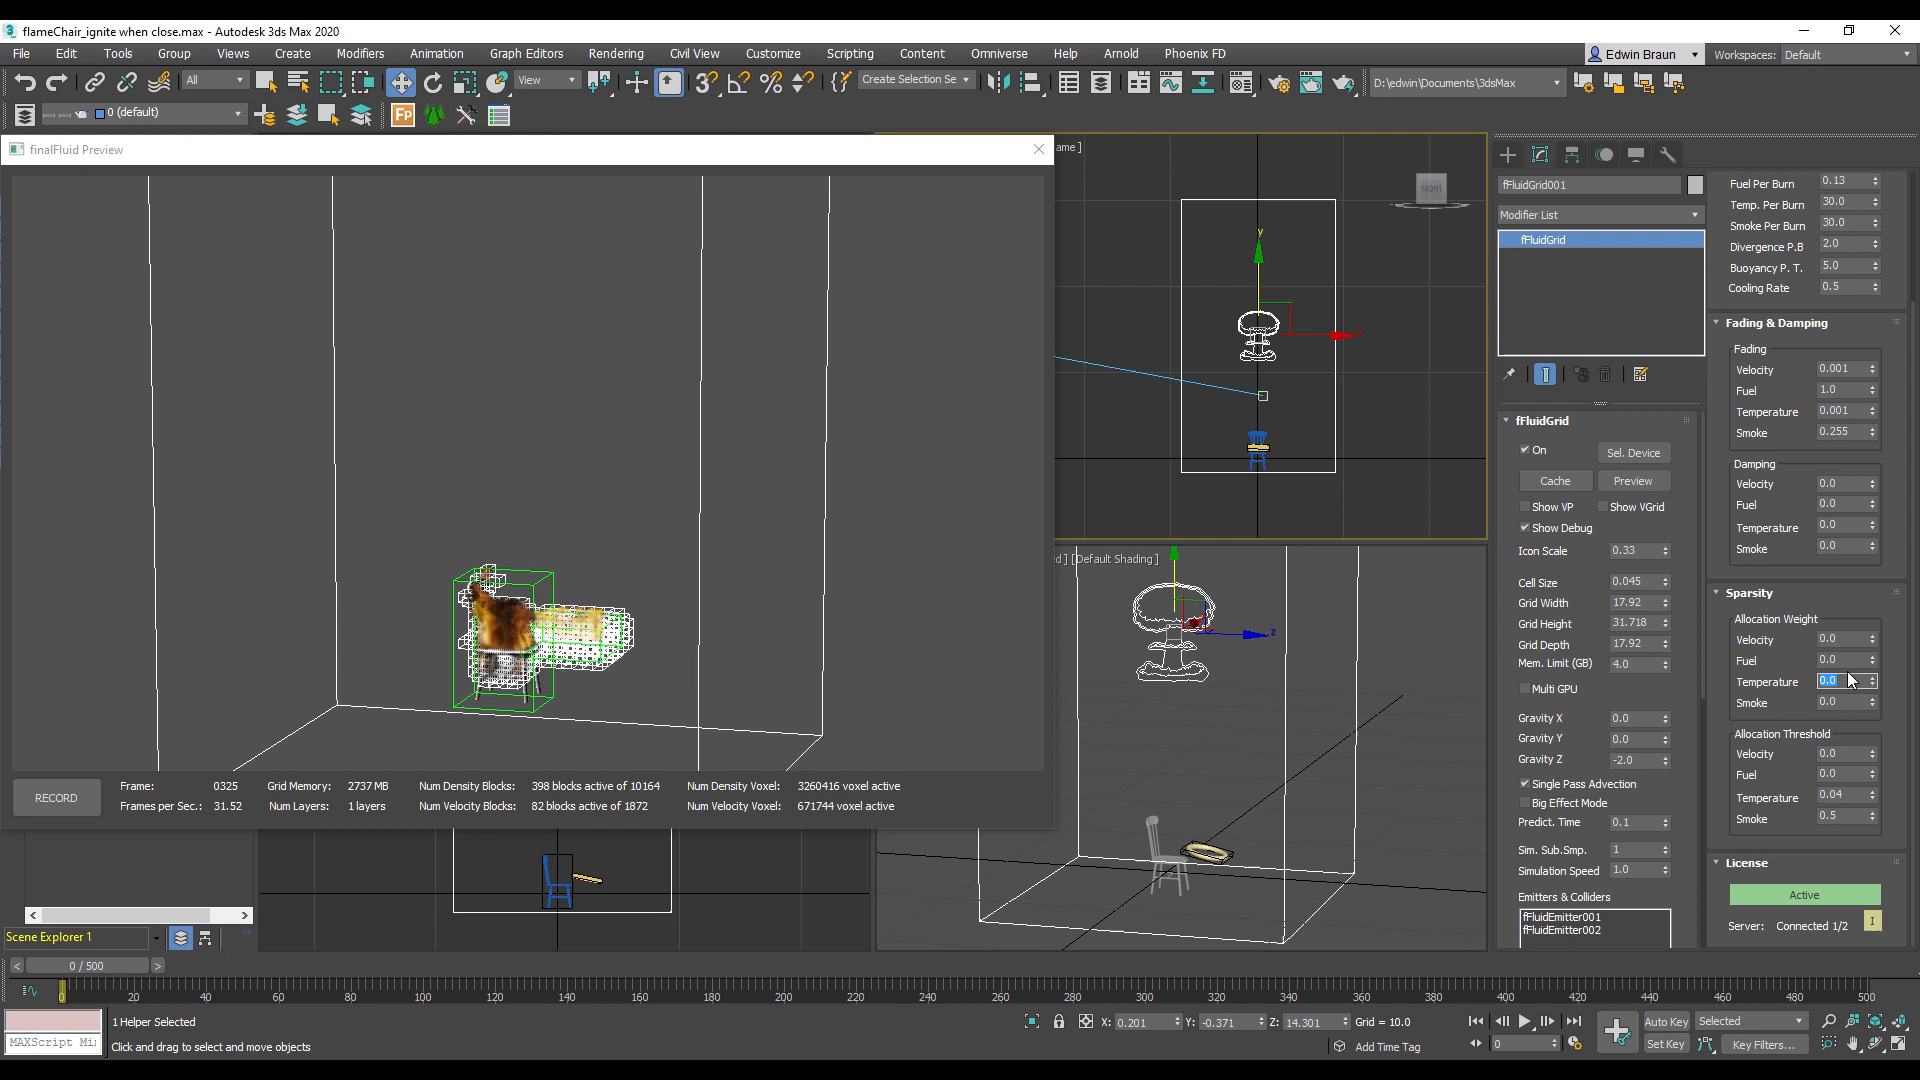 flameChair_ignite when close.max - Autodesk 3ds Max 2020
File Edit Tools Group Views Create Modifiers Animation Graph Editors Rendering Civil View Customize Scripting Content Omniverse Help Arnold Phoenix FD
Edwin Braun Workspaces: Default
All View Create Selection Se D:\edwin\Documents\3dsMax
0 (default) Fp
finalFluid Preview
ame ]
FRONT
y
x
fFluidGrid001
Modifier List
fFluidGrid
fFluidGrid
On Sel. Device
Cache Preview
Show VP Show VGrid
Show Debug
Icon Scale 0.33
Cell Size 0.045
Grid Width 17.92
Grid Height 31.718
Grid Depth 17.92
Mem. Limit (GB) 4.0
Multi GPU
Gravity X 0.0
Gravity Y 0.0
Gravity Z -2.0
Single Pass Advection
Big Effect Mode
Predict. Time 0.1
Sim. Sub.Smp. 1
Simulation Speed 1.0
Emitters & Colliders
fFluidEmitter001
fFluidEmitter002
Fuel Per Burn 0.13
Temp. Per Burn 30.0
Smoke Per Burn 30.0
Divergence P.B 2.0
Buoyancy P. T. 5.0
Cooling Rate 0.5
Fading & Damping
Fading
Velocity 0.001
Fuel 1.0
Temperature 0.001
Smoke 0.255
Damping
Velocity 0.0
Fuel 0.0
Temperature 0.0
Smoke 0.0
Sparsity
Allocation Weight
Velocity 0.0
Fuel 0.0
Temperature 0.0
Smoke 0.0
Allocation Threshold
Velocity 0.0
Fuel 0.0
Temperature 0.04
Smoke 0.5
License
Active
Server: Connected 1/2 I
d ] [Default Shading ]
z
RECORD
Frame: 0325 Grid Memory: 2737 MB Num Density Blocks: 398 blocks active of 10164 Num Density Voxel: 3260416 voxel active
Frames per Sec.: 31.52 Num Layers: 1 layers Num Velocity Blocks: 82 blocks active of 1872 Num Velocity Voxel: 671744 voxel active
Scene Explorer 1
0 / 500
0 20 40 60 80 100 120 140 160 180 200 220 240 260 280 300 320 340 360 380 400 420 440 460 480 500
1 Helper Selected X: 0.201 Y: -0.371 Z: 14.301 Grid = 10.0 Auto Key Selected
MAXScript Mi Click and drag to select and move objects Add Time Tag 0 Set Key Key Filters...